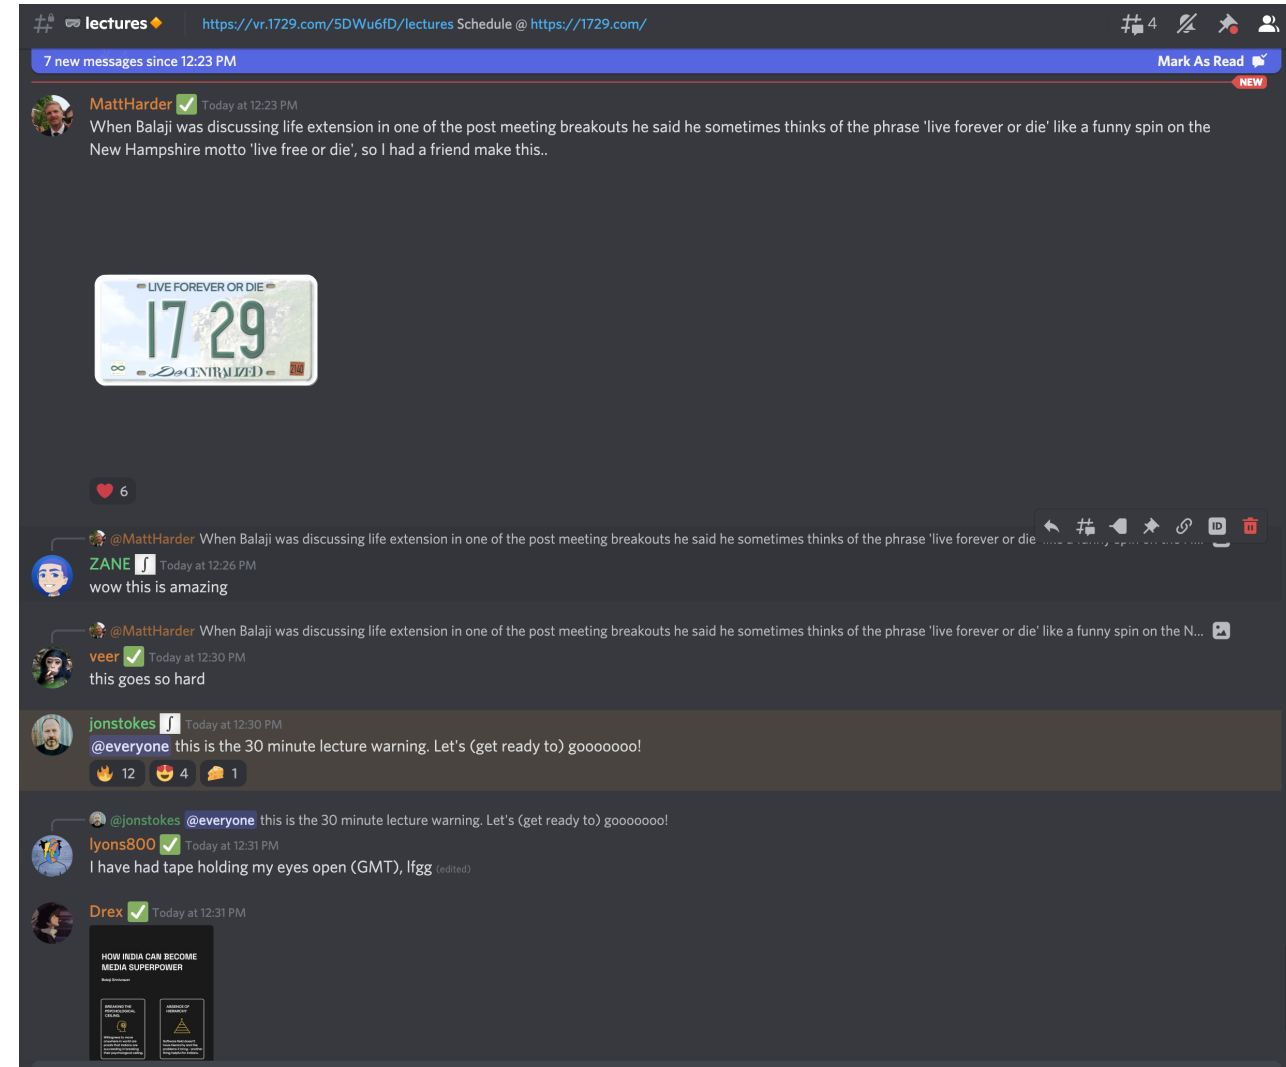 lectures https://vr.1729.com/5DWu6fD/lectures Schedule @ https://1729.com/ 4
7 new messages since 12:23 PM Mark As Read
NEW
MattHarder Today at 12:23 PM
When Balaji was discussing life extension in one of the post meeting breakouts he said he sometimes thinks of the phrase 'live forever or die' like a funny spin on the
New Hampshire motto 'live free or die', so I had a friend make this..
LIVE FOREVER OR DIE
17 29
DeCENTRALIZED
2140
6
ID
@MattHarder When Balaji was discussing life extension in one of the post meeting breakouts he said he sometimes thinks of the phrase 'live forever or die
ZANE ∫ Today at 12:26 PM
wow this is amazing
@MattHarder When Balaji was discussing life extension in one of the post meeting breakouts he said he sometimes thinks of the phrase 'live forever or die' like a funny spin on the N...
veer Today at 12:30 PM
this goes so hard
jonstokes ∫ Today at 12:30 PM
@everyone this is the 30 minute lecture warning. Let's (get ready to) gooooooo!
12 4 1
@jonstokes @everyone this is the 30 minute lecture warning. Let's (get ready to) gooooooo!
lyons800 Today at 12:31 PM
I have had tape holding my eyes open (GMT), lfgg (edited)
Drex Today at 12:31 PM
HOW INDIA CAN BECOME
MEDIA SUPERPOWER
Balaji Srinivasan
BREAKING THE
PSYCHOLOGICAL
CEILING
ABSENCE OF
HIERARCHY